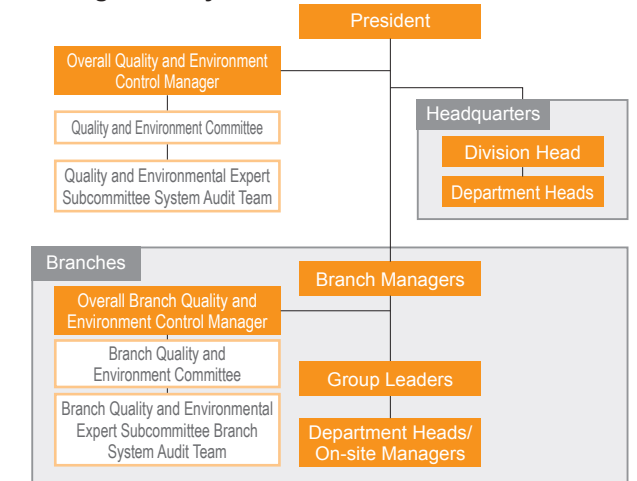 President
Overall Quality and Environment
Control Manager
Quality and Environment Committee
Quality and Environmental Expert
Subcommittee System Audit Team
Headquarters
Division Head
Department Heads
Branches
Branch Managers
Overall Branch Quality and
Environment Control Manager
Branch Quality and
Environment Committee
Branch Quality and Environmental
Expert Subcommittee Branch
System Audit Team
Group Leaders
Department Heads/
On-site Managers